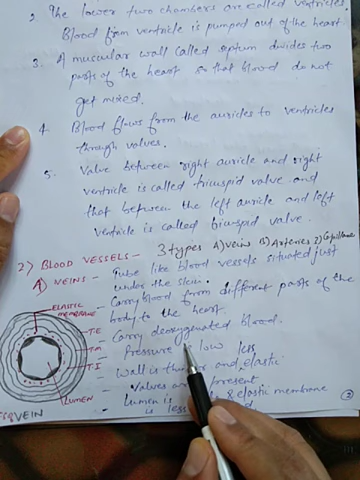 2. The lower two chambers are called ventricles.
Blood from ventricle is pumped out of the heart
3. A muscular wall called septum divides two
parts of the heart so that blood do not
get mixed.
4. Blood flows from the auricles to ventricles
through valves.
5. Valve between right auricle and right
ventricle is called tricuspid valve and
that between the left auricle and left
ventricle is called bicuspid valve.
2) BLOOD VESSELS - 3 types A) Vein B) Arteries
A) VEINS - Tube like blood vessels situated just
under the skin.
- Carry blood from different parts of the
body to the heart.
- Carry deoxygenated blood.
- Pressure low less
- Wall is and elastic
- Valves are present.
- Lumen is & elastic membrane
is less
ELASTIC
MEMBRANE
T.E
T.M
T.I
LUMEN
VEIN